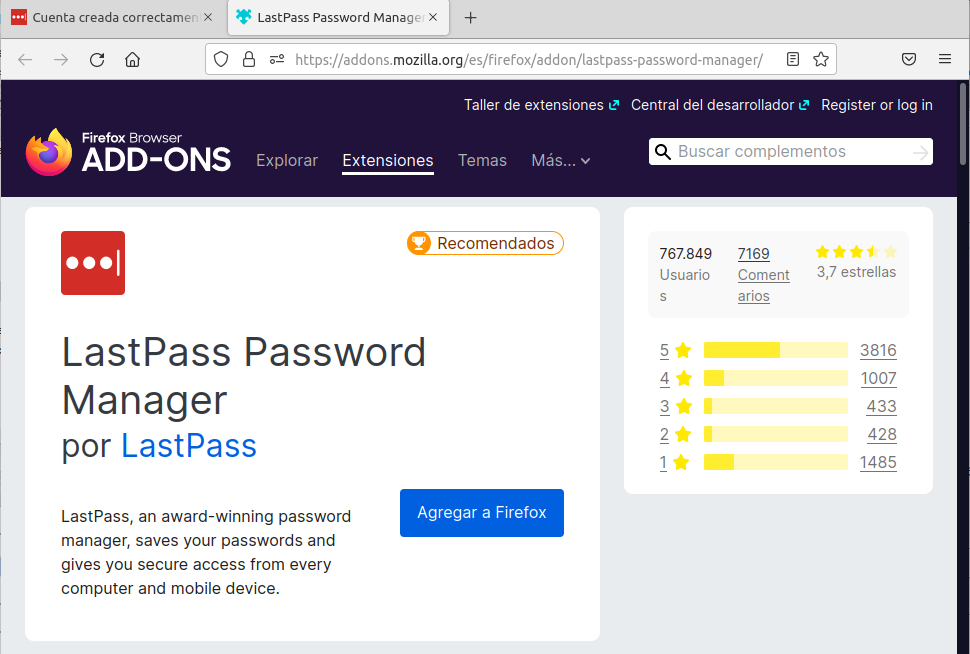 Cuenta creada correctamen
LastPass Password Manager
https://addons.mozilla.org/es/firefox/addon/lastpass-password-manager/
Taller de extensiones
Central del desarrollador
Register or log in
Firefox Browser
ADD-ONS
Explorar
Extensiones
Temas
Más...
Buscar complementos
Recomendados
LastPass Password
Manager
por LastPass
LastPass, an award-winning password
manager, saves your passwords and
gives you secure access from every
computer and mobile device.
Agregar a Firefox
767.849
Usuario
s
7169
Coment
arios
3,7 estrellas
5 3816
4 1007
3 433
2 428
1 1485